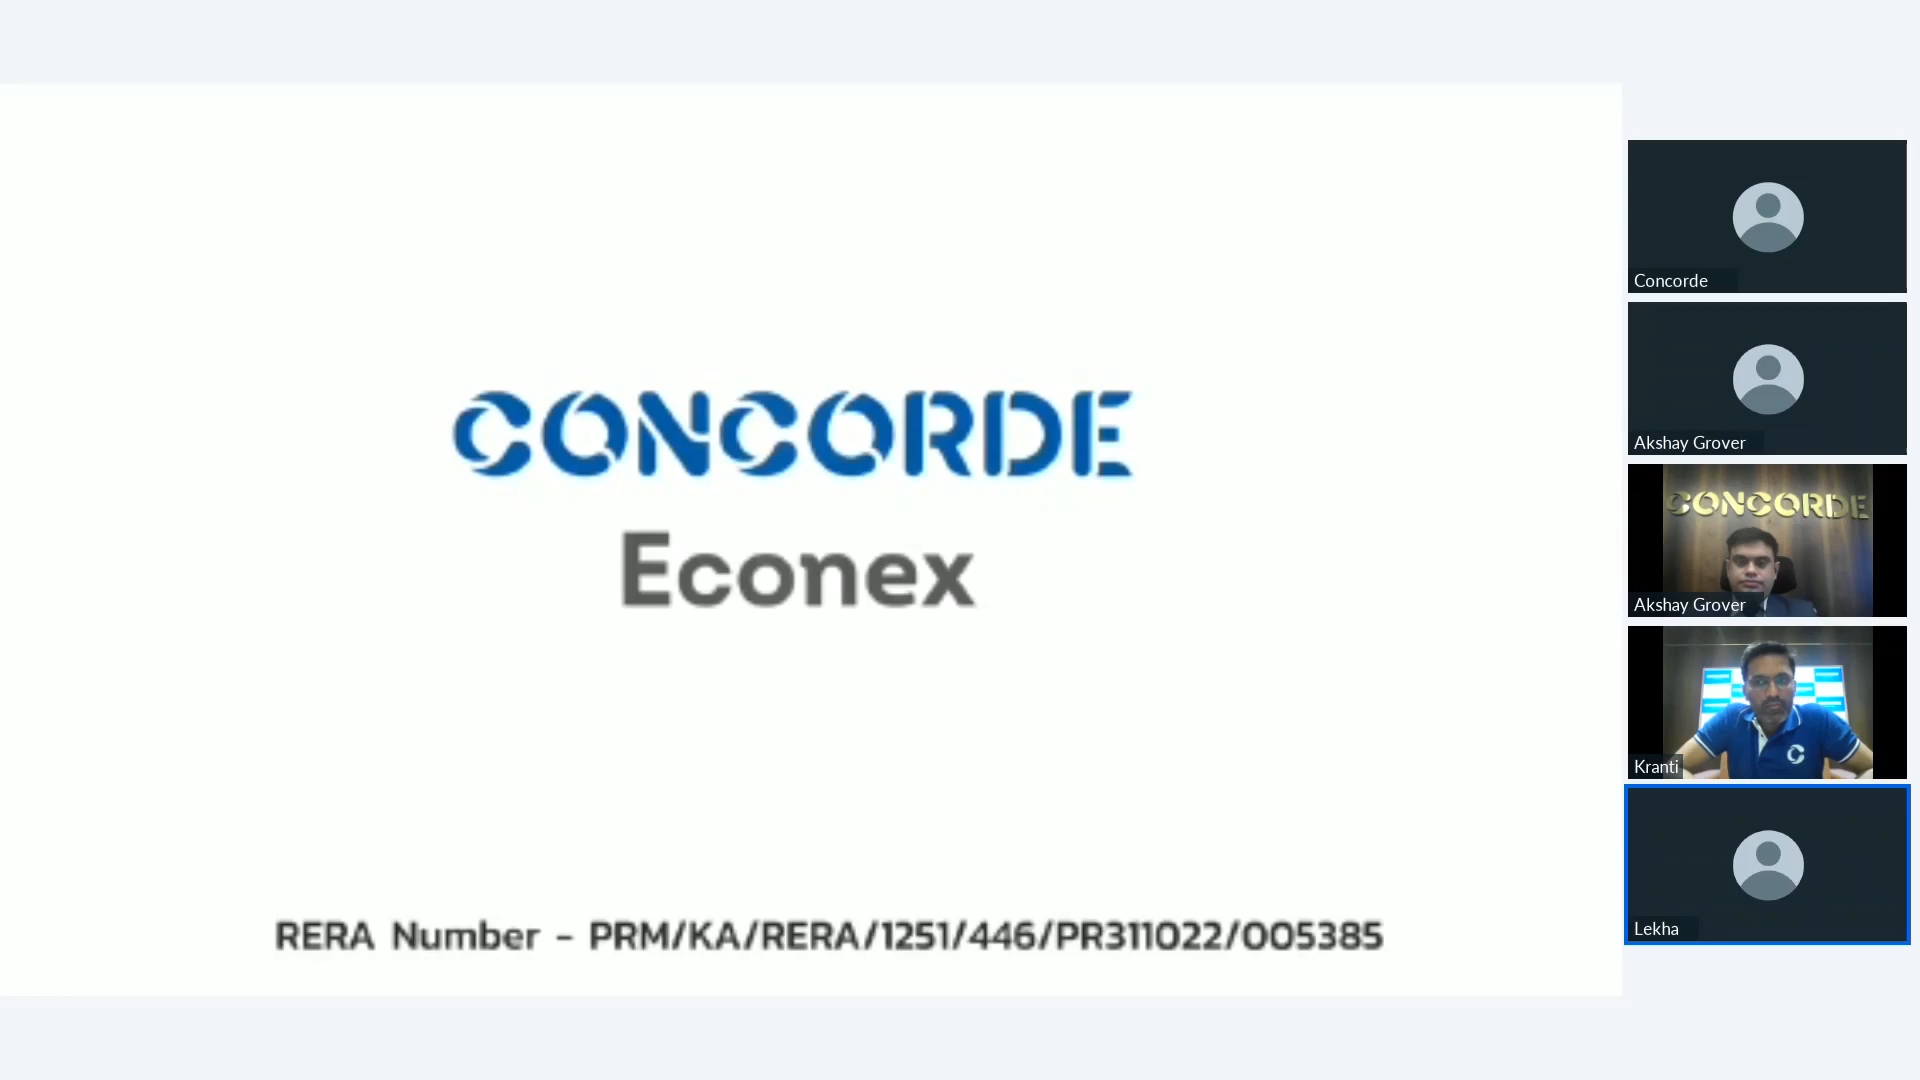 CONCORDE
Econex
RERA Number - PRM/KA/RERA/1251/446/PR311022/005385
Concorde
Akshay Grover
CONCORDE
Akshay Grover
Kranti
Lekha